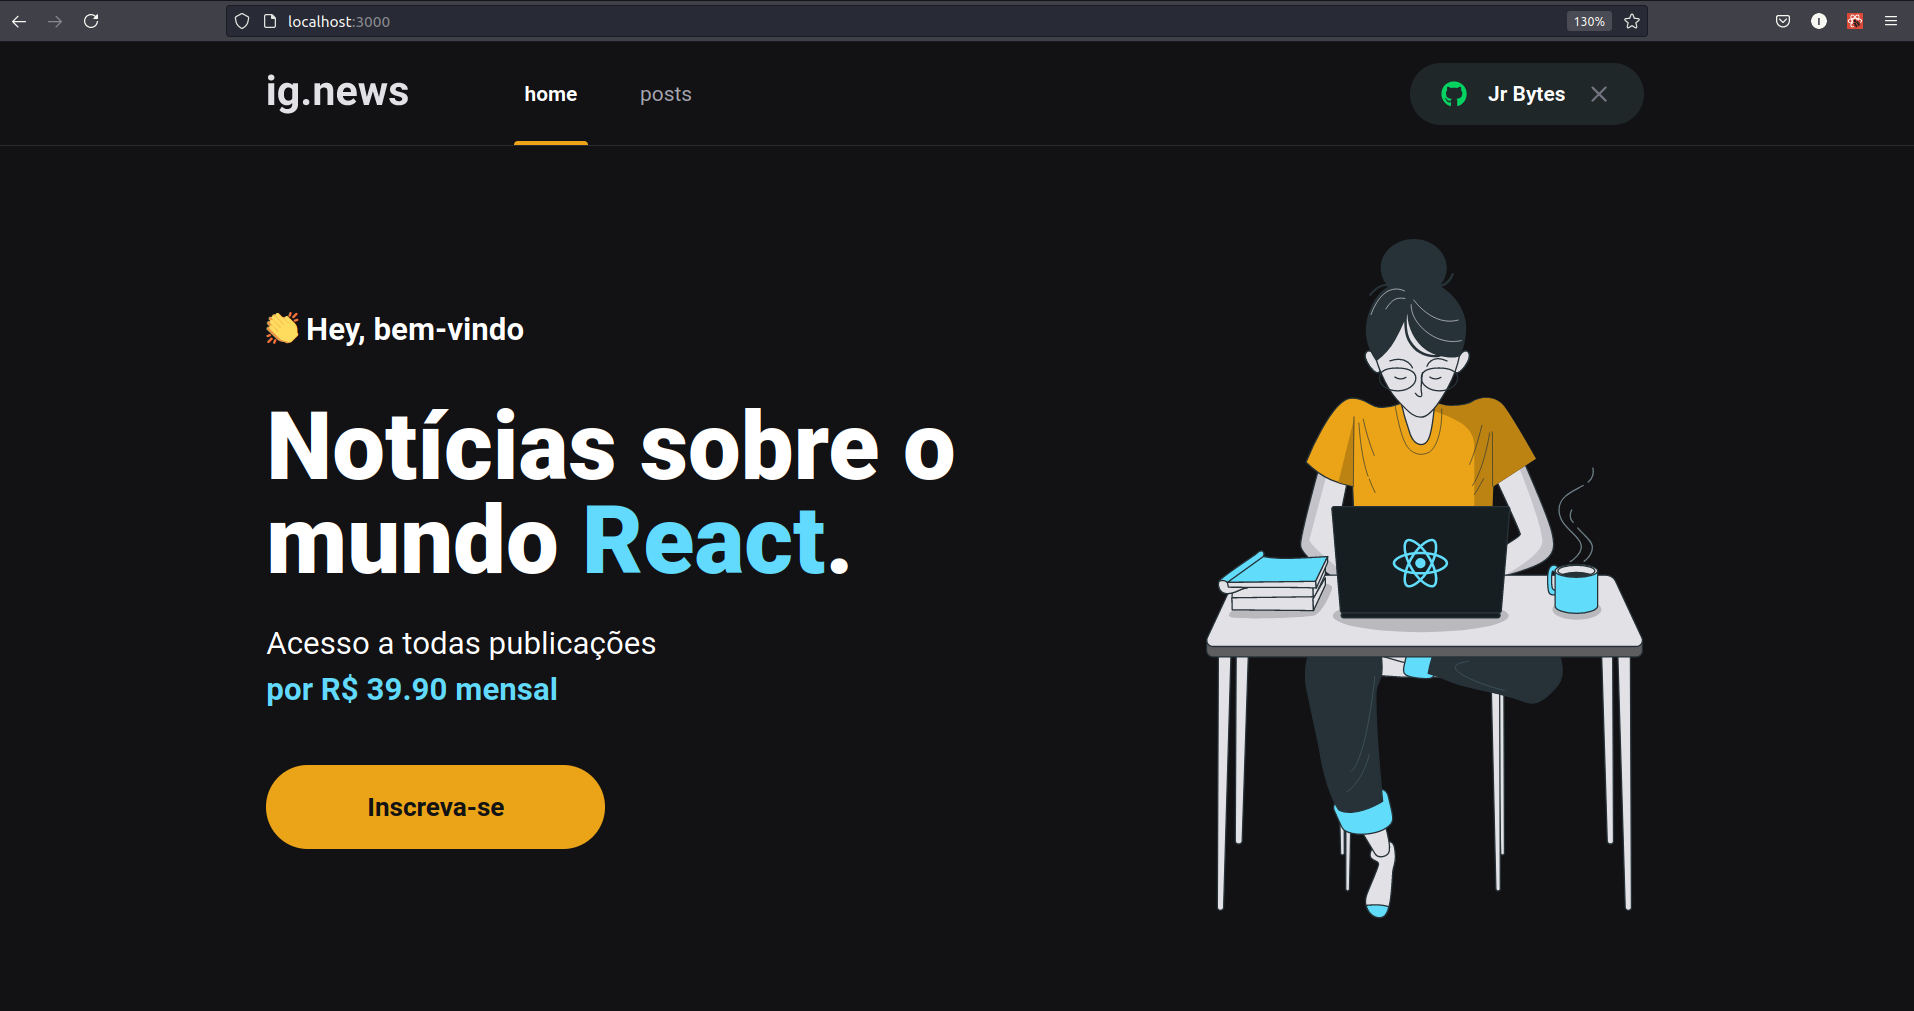 localhost:3000
130%
ig.news
home
posts
Jr Bytes
👏 Hey, bem-vindo
Notícias sobre o
mundo React.
Acesso a todas publicações
por R$ 39.90 mensal
Inscreva-se